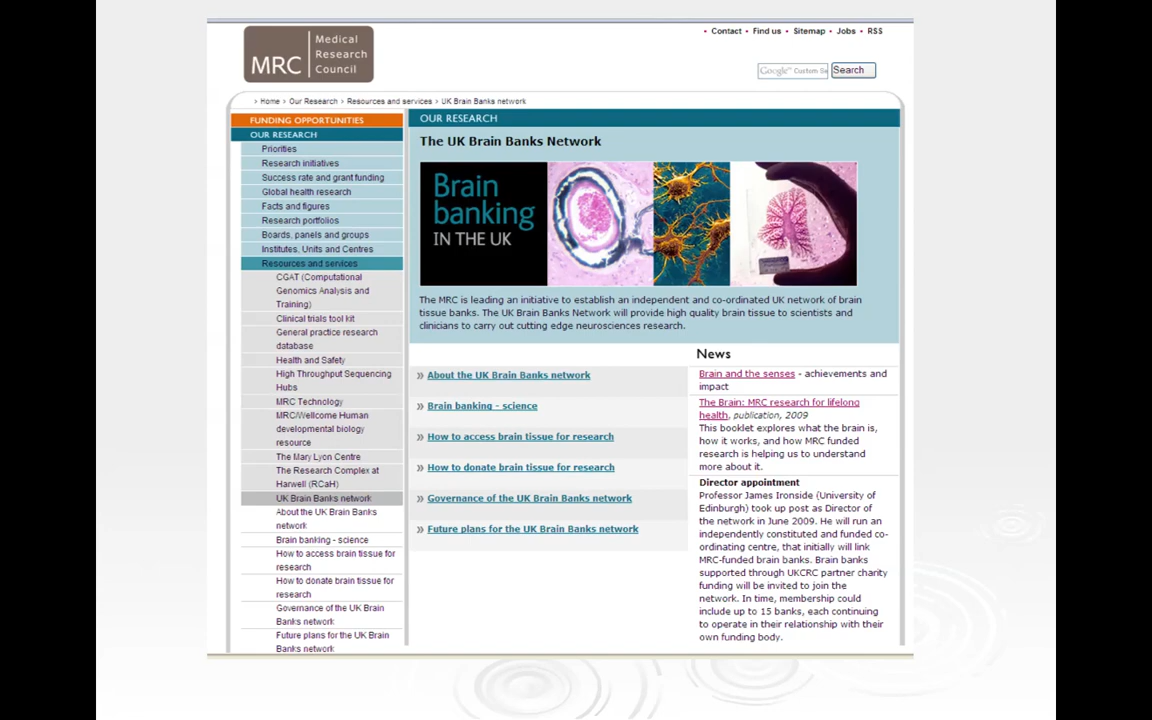 MRC
Medical
Research
Council
• Contact • Find us • Sitemap • Jobs • RSS
Google™ Custom Se
Search
> Home > Our Research > Resources and services > UK Brain Banks network
FUNDING OPPORTUNITIES
OUR RESEARCH
Priorities
Research initiatives
Success rate and grant funding
Global health research
Facts and figures
Research portfolios
Boards, panels and groups
Institutes, Units and Centres
Resources and services
CGAT (Computational
Genomics Analysis and
Training)
Clinical trials tool kit
General practice research
database
Health and Safety
High Throughput Sequencing
Hubs
MRC Technology
MRC/Wellcome Human
developmental biology
resource
The Mary Lyon Centre
The Research Complex at
Harwell (RCaH)
UK Brain Banks network
About the UK Brain Banks
network
Brain banking - science
How to access brain tissue for
research
How to donate brain tissue for
research
Governance of the UK Brain
Banks network
Future plans for the UK Brain
Banks network
OUR RESEARCH
The UK Brain Banks Network
Brain
banking
IN THE UK
The MRC is leading an initiative to establish an independent and co-ordinated UK network of brain
tissue banks. The UK Brain Banks Network will provide high quality brain tissue to scientists and
clinicians to carry out cutting edge neurosciences research.
» About the UK Brain Banks network
» Brain banking - science
» How to access brain tissue for research
» How to donate brain tissue for research
» Governance of the UK Brain Banks network
» Future plans for the UK Brain Banks network
News
Brain and the senses - achievements and
impact
The Brain: MRC research for lifelong
health, publication, 2009
This booklet explores what the brain is,
how it works, and how MRC funded
research is helping us to understand
more about it.
Director appointment
Professor James Ironside (University of
Edinburgh) took up post as Director of
the network in June 2009. He will run an
independently constituted and funded co-
ordinating centre, that initially will link
MRC-funded brain banks. Brain banks
supported through UKCRC partner charity
funding will be invited to join the
network. In time, membership could
include up to 15 banks, each continuing
to operate in their relationship with their
own funding body.